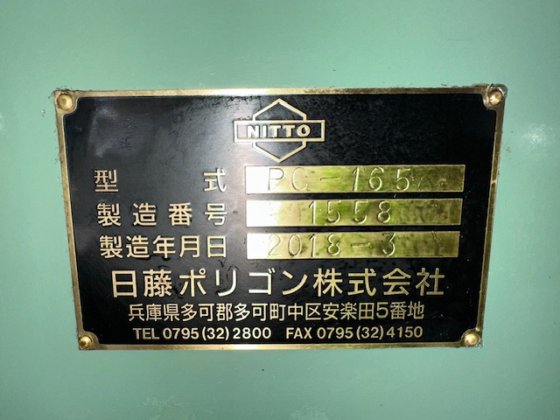 NITTO
型式 PC-165
製造番号 1558
製造年月日 2018-3
日藤ポリゴン株式会社
兵庫県多可郡多可町中区安楽田5番地
TEL 0795(32)2800 FAX 0795(32)4150